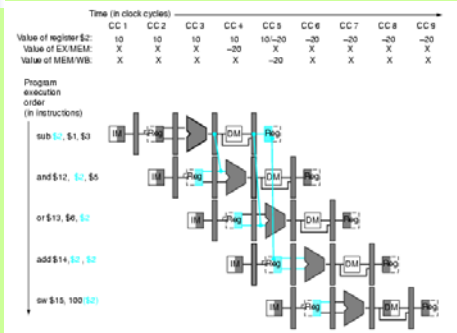 Time (in clock cycles)
CC 1 CC 2 CC 3 CC 4 CC 5 CC 6 CC 7 CC 8 CC 9
Value of register $2: 10 10 10 10 10/–20 –20 –20 –20 –20
Value of EX/MEM: X X X –20 X X X X X
Value of MEM/WB: X X X X –20 X X X X
Program
execution
order
(in instructions)
sub $2, $1, $3
IM Reg DM Reg
and $12, $2, $5
IM Reg DM Reg
or $13, $6, $2
IM Reg DM Reg
add $14, $2, $2
IM Reg DM Reg
sw $15, 100($2)
IM Reg DM Reg